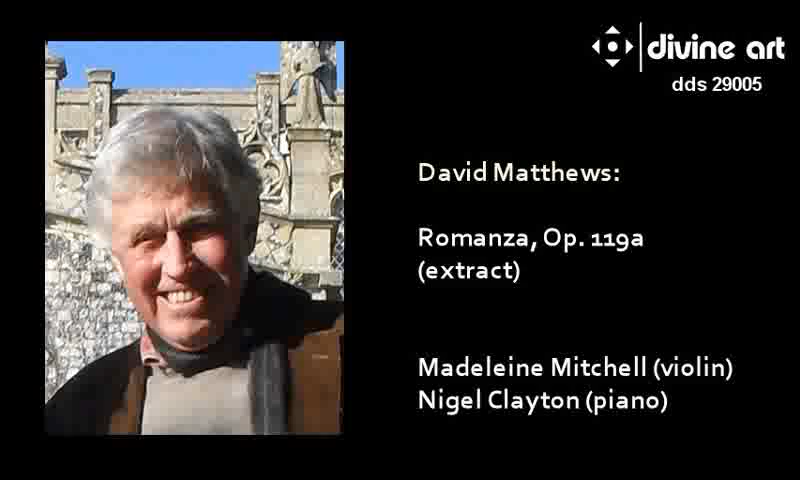 divine art
dds 29005
David Matthews:
Romanza, Op. 119a
(extract)
Madeleine Mitchell (violin)
Nigel Clayton (piano)